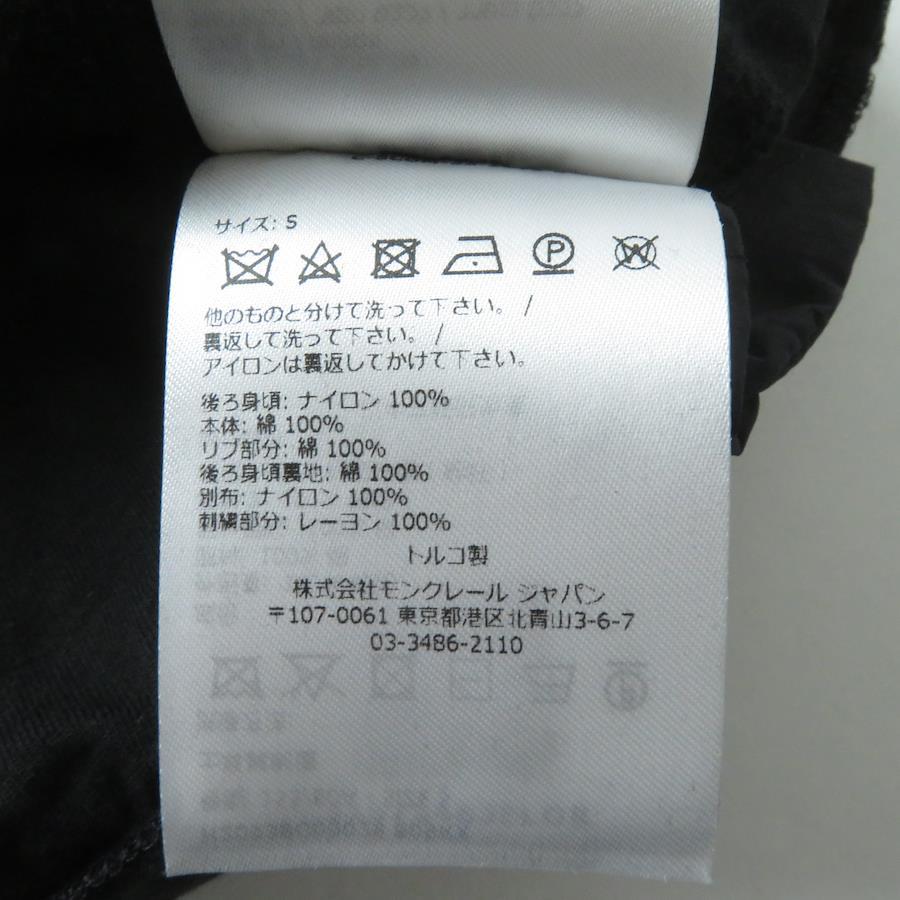 サイズ: S
P
W
他のものと分けて洗って下さい。 /
裏返して洗って下さい。 /
アイロンは裏返してかけて下さい。
後ろ身頃: ナイロン 100%
本体: 綿 100%
リブ部分: 綿 100%
後ろ身頃裏地: 綿 100%
別布: ナイロン 100%
刺繍部分: レーヨン 100%
トルコ製
株式会社モンクレール ジャパン
〒107-0061 東京都港区北青山3-6-7
03-3486-2110